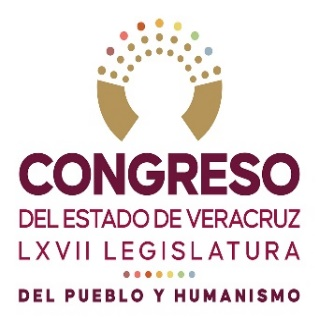 CONGRESO
DEL ESTADO DE VERACRUZ
LXVII LEGISLATURA
DEL PUEBLO Y HUMANISMO